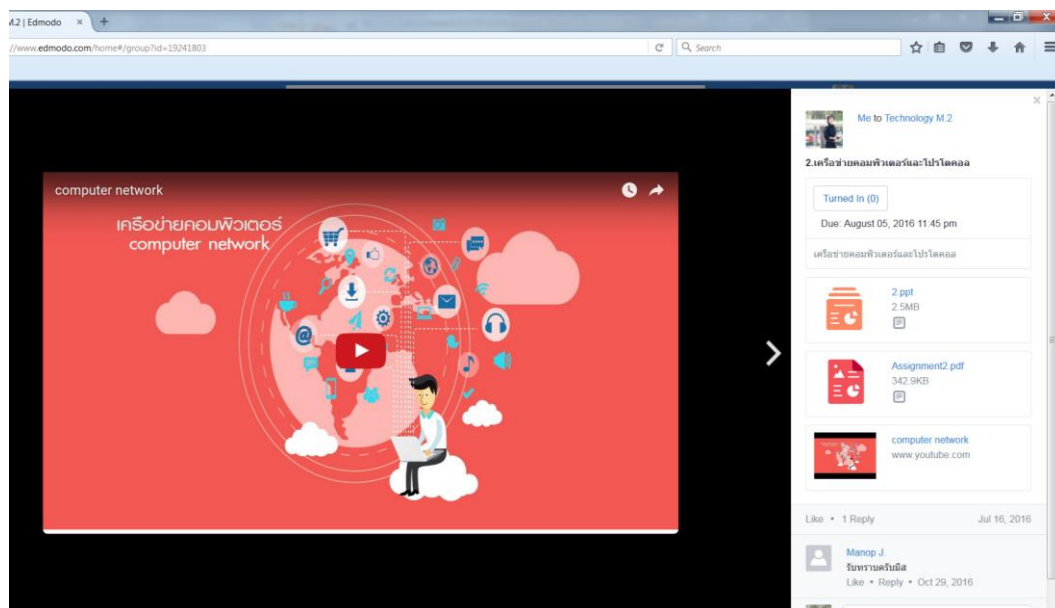 M.2 | Edmodo × +
://www.edmodo.com/home#/group?id=19241803
Search
computer network
เครือข่ายคอมพิวเตอร์
computer network
Me to Technology M.2
2.เครือข่ายคอมพิวเตอร์และโปรโตคอล
Turned In (0)
Due: August 05, 2016 11:45 pm
เครือข่ายคอมพิวเตอร์และโปรโตคอล
2.ppt
2.5MB
Assignment2.pdf
342.9KB
computer network
www.youtube.com
Like • 1 Reply Jul 16, 2016
Manop J.
รับทราบครับมิส
Like • Reply • Oct 29, 2016